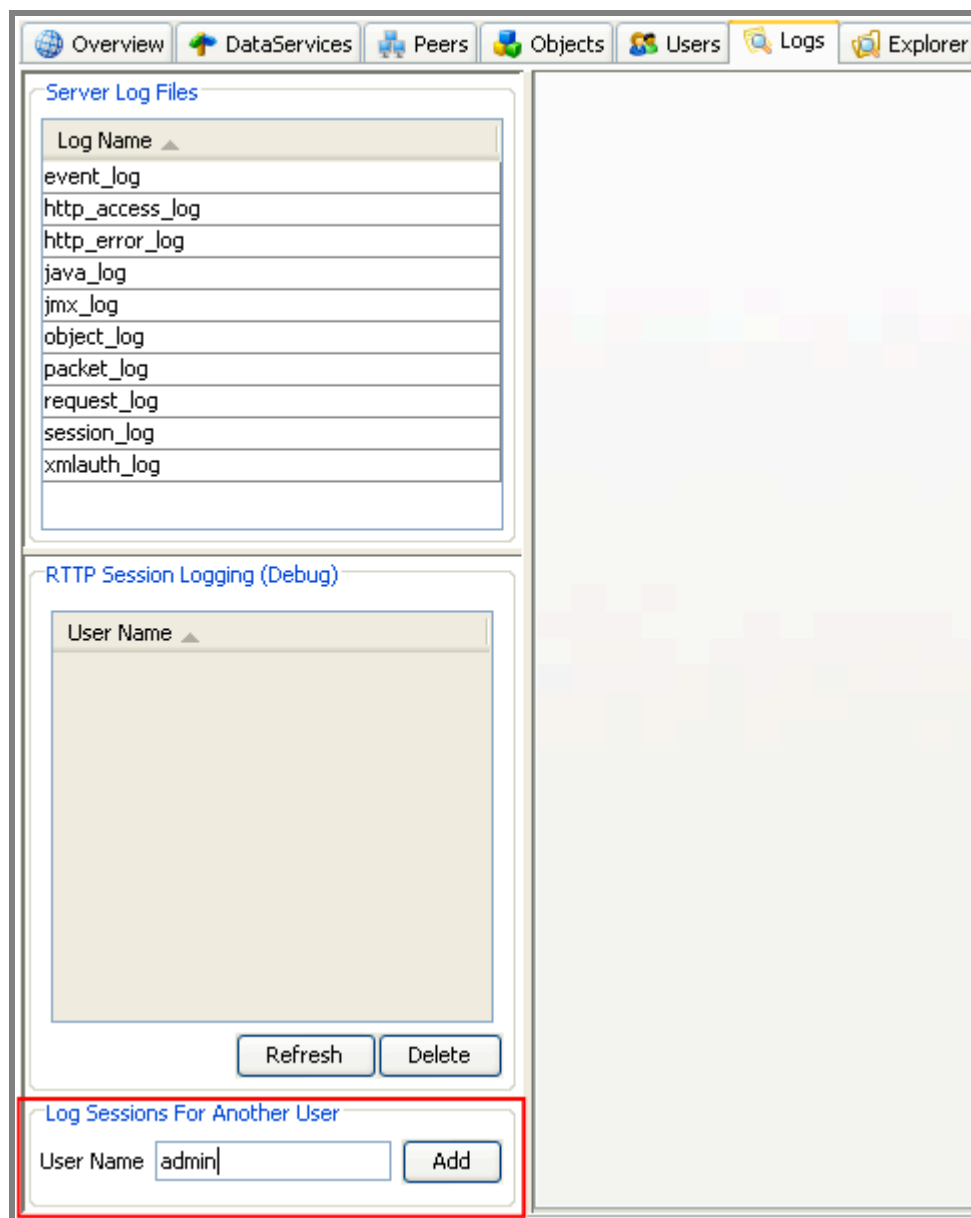 Overview DataServices Peers Objects Users Logs Explorer
Server Log Files
Log Name
event_log
http_access_log
http_error_log
java_log
jmx_log
object_log
packet_log
request_log
session_log
xmlauth_log
RTTP Session Logging (Debug)
User Name
Refresh Delete
Log Sessions For Another User
User Name admin Add